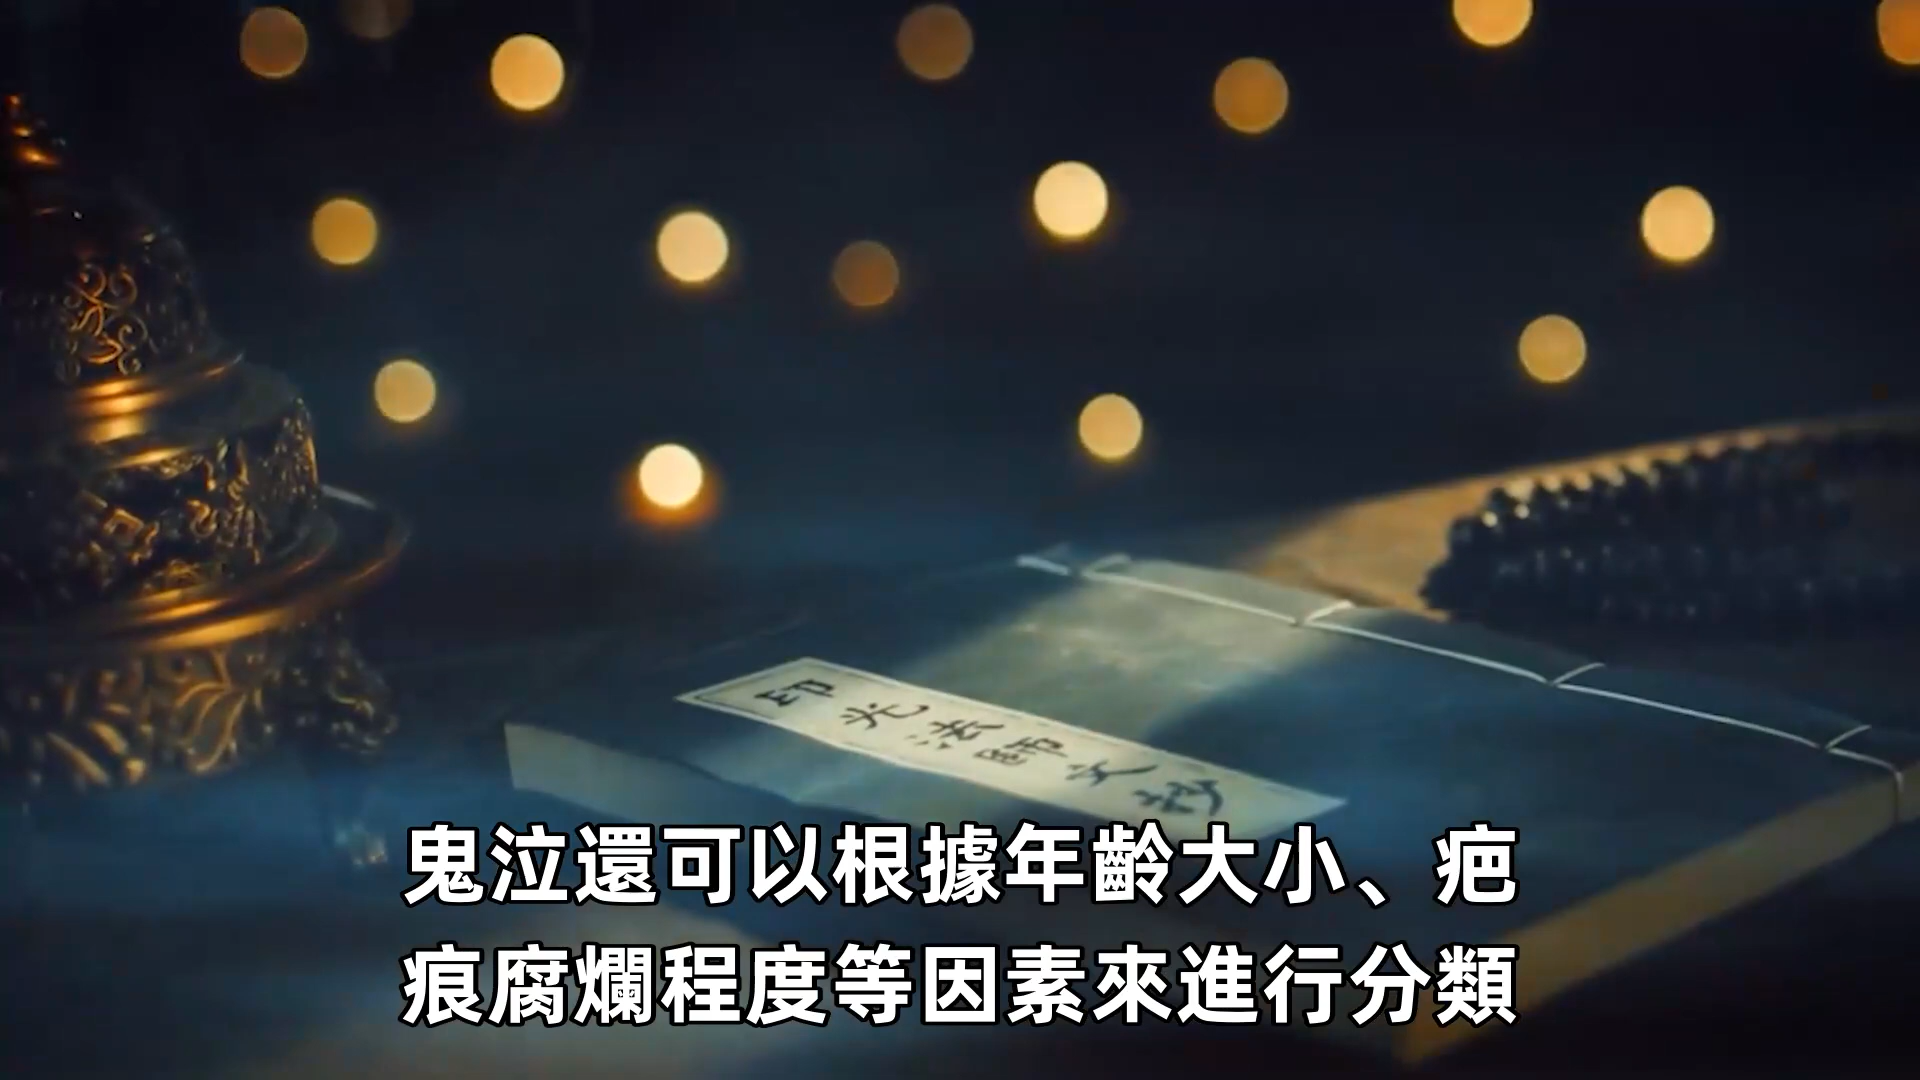 印光法師文抄
鬼泣還可以根據年齡大小、疤
痕腐爛程度等因素來進行分類